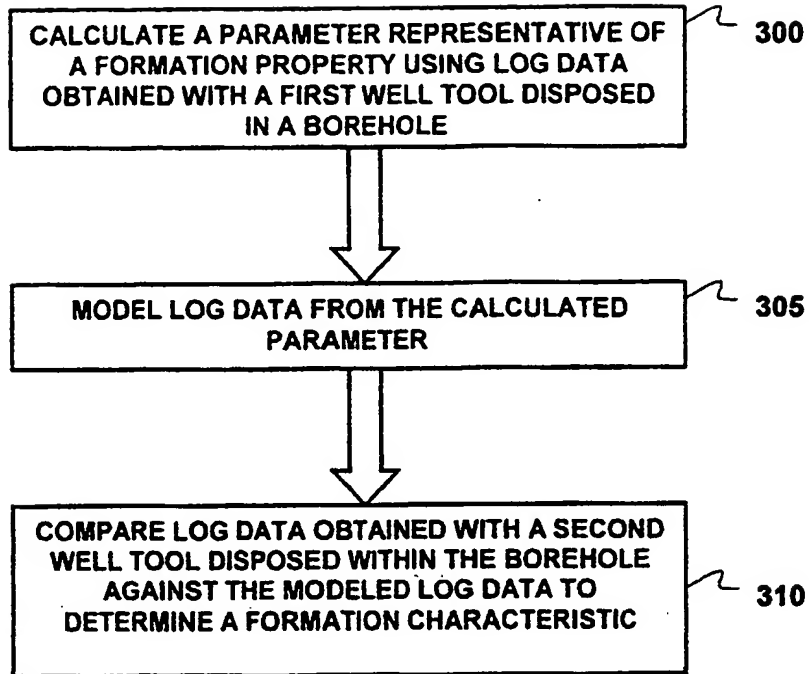 CALCULATE A PARAMETER REPRESENTATIVE OF
A FORMATION PROPERTY USING LOG DATA
OBTAINED WITH A FIRST WELL TOOL DISPOSED
IN A BOREHOLE
300
MODEL LOG DATA FROM THE CALCULATED
PARAMETER
305
COMPARE LOG DATA OBTAINED WITH A SECOND
WELL TOOL DISPOSED WITHIN THE BOREHOLE
AGAINST THE MODELED LOG DATA TO
DETERMINE A FORMATION CHARACTERISTIC
310